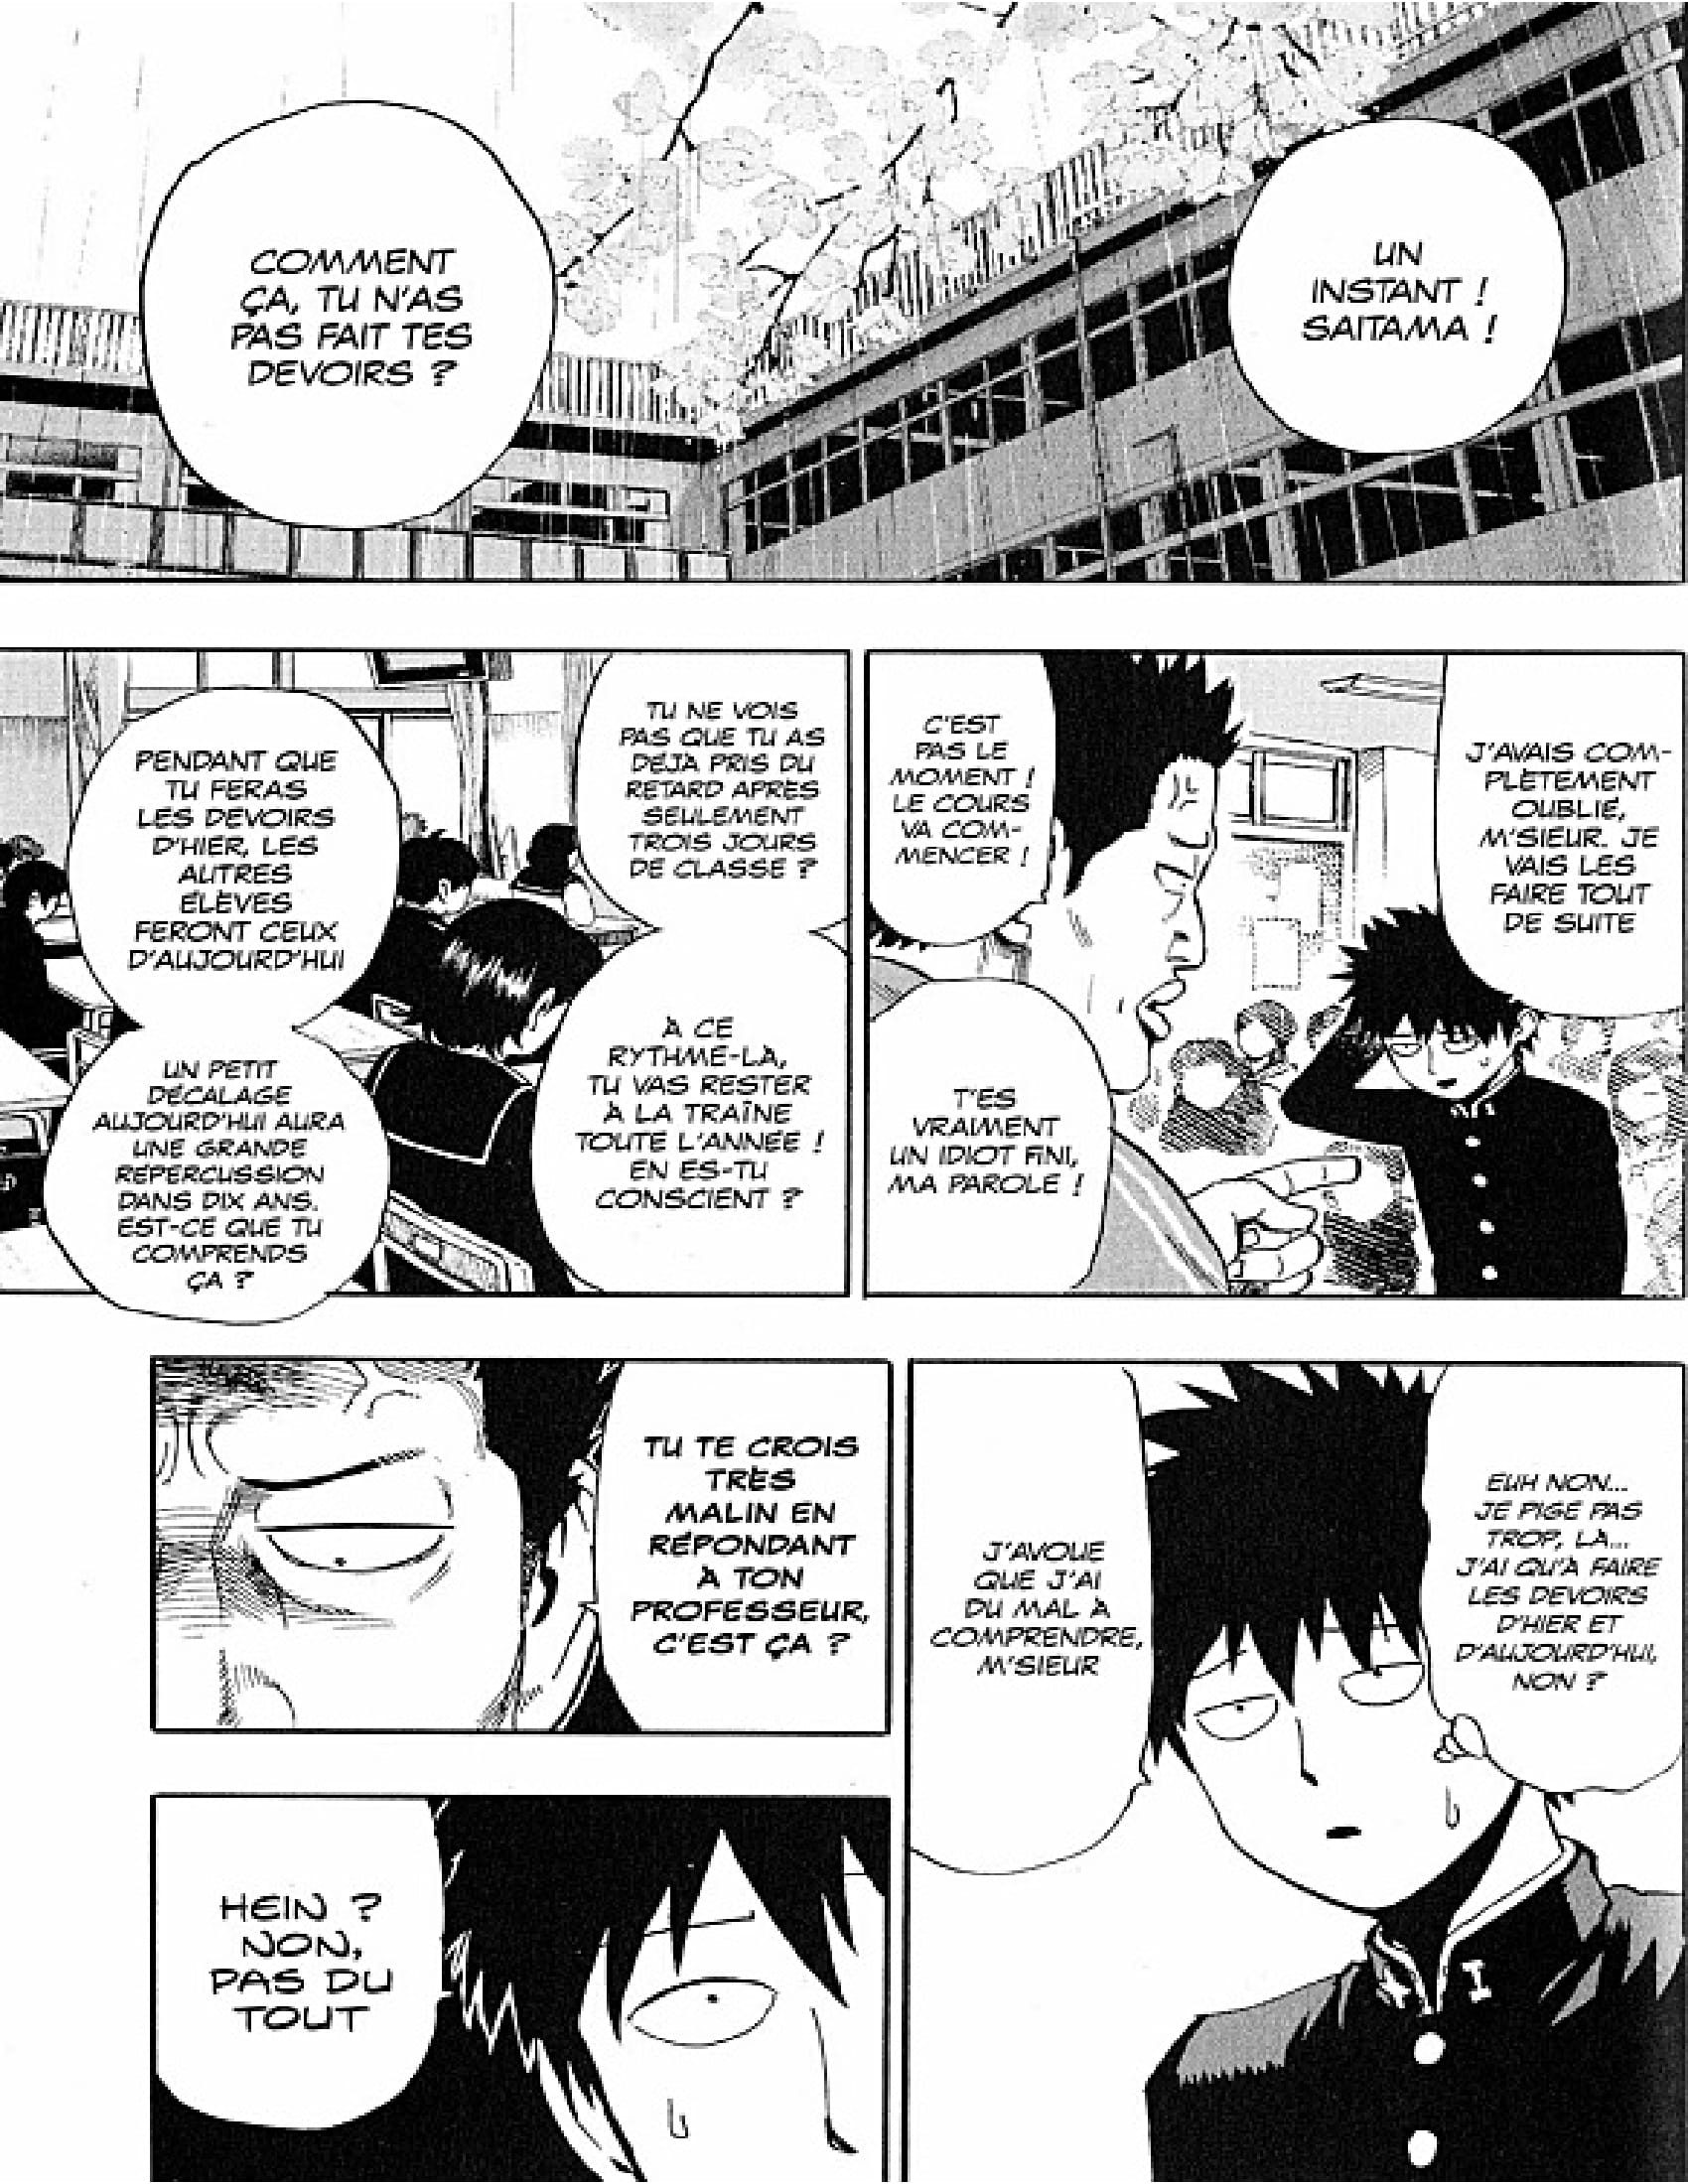 UN
INSTANT !
SAITAMA !
COMMENT
ÇA, TU N'AS
PAS FAIT TES
DEVOIRS ?
J'AVAIS COM-
PLÈTEMENT
OUBLIÉ,
M'SIEUR. JE
VAIS LES
FAIRE TOUT
DE SUITE
C'EST
PAS LE
MOMENT !
LE COURS
VA COM-
MENCER !
T'ES
VRAIMENT
UN IDIOT FINI,
MA PAROLE !
TU NE VOIS
PAS QUE TU AS
DÉJÀ PRIS DU
RETARD APRÈS
SEULEMENT
TROIS JOURS
DE CLASSE ?
À CE
RYTHME-LÀ,
TU VAS RESTER
À LA TRAÎNE
TOUTE L'ANNÉE !
EN ES-TU
CONSCIENT ?
PENDANT QUE
TU FERAS
LES DEVOIRS
D'HIER, LES
AUTRES
ÉLÈVES
FERONT CEUX
D'AUJOURD'HUI
UN PETIT
DÉCALAGE
AUJOURD'HUI AURA
UNE GRANDE
RÉPERCUSSION
DANS DIX ANS.
EST-CE QUE TU
COMPRENDS
ÇA ?
EUH NON...
JE PIGE PAS
TROP, LÀ...
J'AI QU'À FAIRE
LES DEVOIRS
D'HIER ET
D'AUJOURD'HUI,
NON ?
J'AVOUE
QUE J'AI
DU MAL À
COMPRENDRE,
M'SIEUR
TU TE CROIS
TRÈS
MALIN EN
RÉPONDANT
À TON
PROFESSEUR,
C'EST ÇA ?
HEIN ?
NON,
PAS DU
TOUT